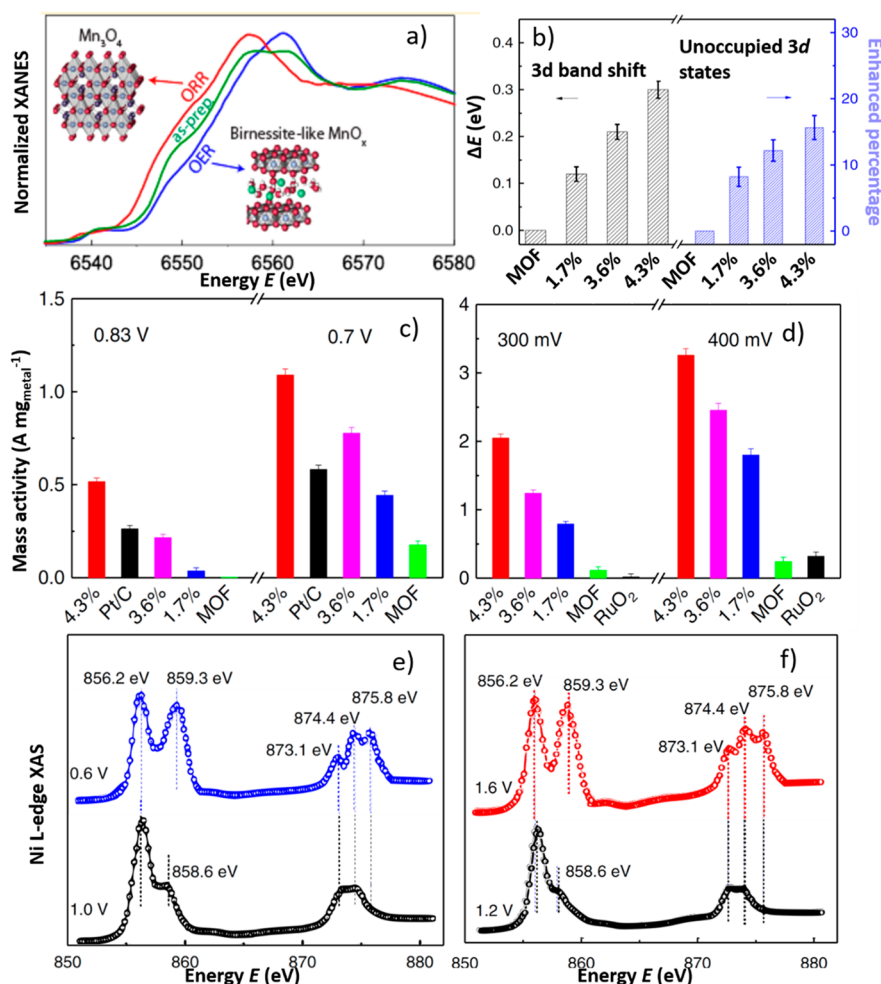 a)
Mn3O4
ORR
as-prep
OER
Birnessite-like MnOx
Normalized XANES
6540 6550 6560 6570 6580
Energy E (eV)
b)
3d band shift
Unoccupied 3d
states
ΔE (eV)
0.4
0.3
0.2
0.1
0.0
30
20
10
0
Enhanced percentage
MOF 1.7% 3.6% 4.3% MOF 1.7% 3.6% 4.3%
c)
0.83 V 0.7 V
Mass activity (A mgmetal−1)
1.5
1.0
0.5
0.0
4.3% Pt/C 3.6% 1.7% MOF 4.3% Pt/C 3.6% 1.7% MOF
d)
300 mV 400 mV
4
3
2
1
0
4.3% 3.6% 1.7% MOF RuO2 4.3% 3.6% 1.7% MOF RuO2
e)
856.2 eV 859.3 eV
875.8 eV
874.4 eV
873.1 eV
0.6 V
858.6 eV
1.0 V
Ni L-edge XAS
850 860 870 880
Energy E (eV)
f)
856.2 eV 859.3 eV
875.8 eV
874.4 eV
873.1 eV
1.6 V
858.6 eV
1.2 V
850 860 870 880
Energy E (eV)